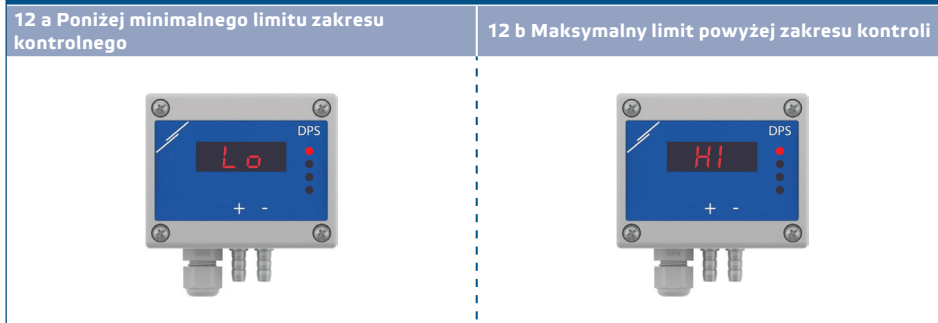 12 a Poniżej minimalnego limitu zakresu
kontrolnego
12 b Maksymalny limit powyżej zakresu kontroli
DPS
Lo
+ -
DPS
HI
+ -